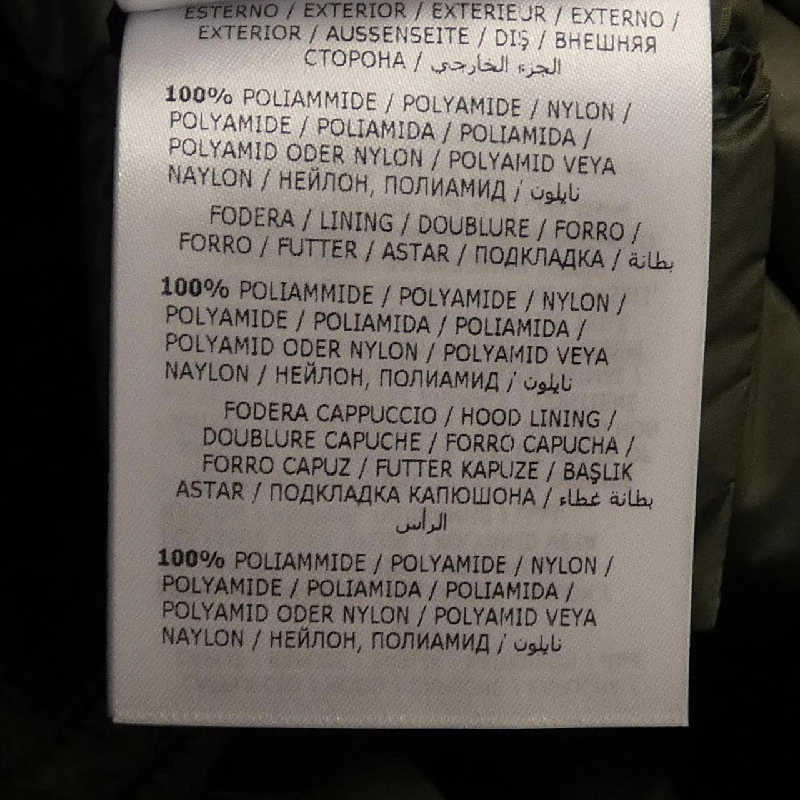 ESTERNO / EXTERIOR / EXTERIEUR / EXTERNO /
EXTERIOR / AUSSENSEITE / DIŞ / ВНЕШНЯЯ
СТОРОНА / الجزء الخارجي
100% POLIAMMIDE / POLYAMIDE / NYLON /
POLYAMIDE / POLIAMIDA / POLIAMIDA /
POLYAMID ODER NYLON / POLYAMID VEYA
NAYLON / НЕЙЛОН, ПОЛИАМИД / نايلون
FODERA / LINING / DOUBLURE / FORRO /
FORRO / FUTTER / ASTAR / ПОДКЛАДКА / بطانة
100% POLIAMMIDE / POLYAMIDE / NYLON /
POLYAMIDE / POLIAMIDA / POLIAMIDA /
POLYAMID ODER NYLON / POLYAMID VEYA
NAYLON / НЕЙЛОН, ПОЛИАМИД / نايلون
FODERA CAPPUCCIO / HOOD LINING /
DOUBLURE CAPUCHE / FORRO CAPUCHA /
FORRO CAPUZ / FUTTER KAPUZE / BAŞLIK
ASTAR / ПОДКЛАДКА КАПЮШОНА / بطانة غطاء
الرأس
100% POLIAMMIDE / POLYAMIDE / NYLON /
POLYAMIDE / POLIAMIDA / POLIAMIDA /
POLYAMID ODER NYLON / POLYAMID VEYA
NAYLON / НЕЙЛОН, ПОЛИАМИД / نايلون